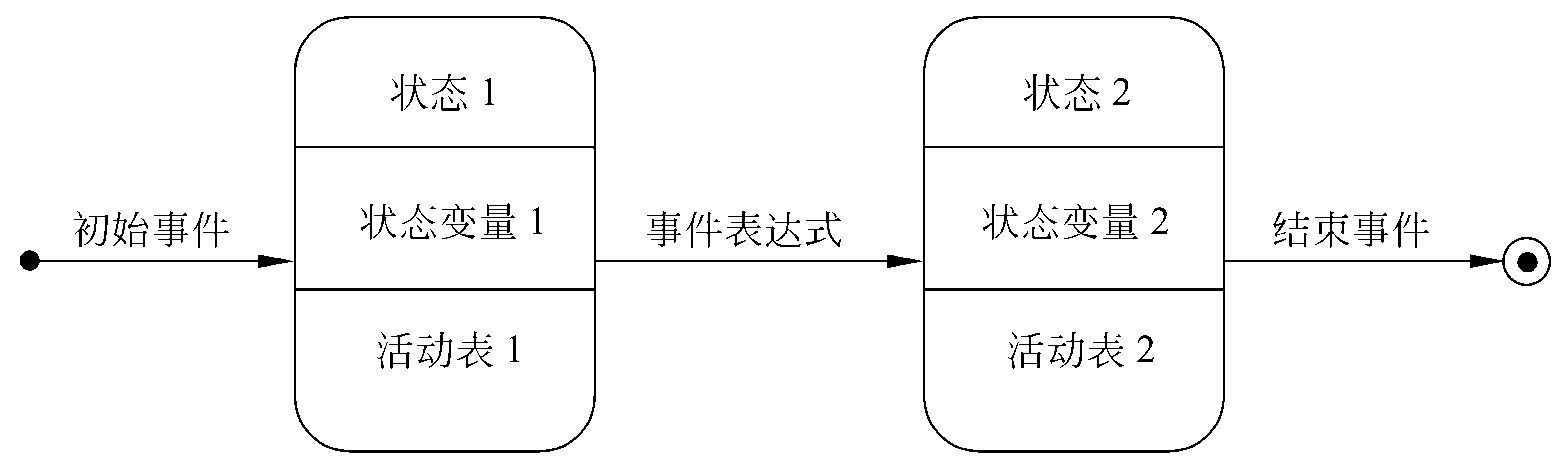 状态 1
状态变量 1
活动表 1
初始事件
事件表达式
状态 2
状态变量 2
活动表 2
结束事件